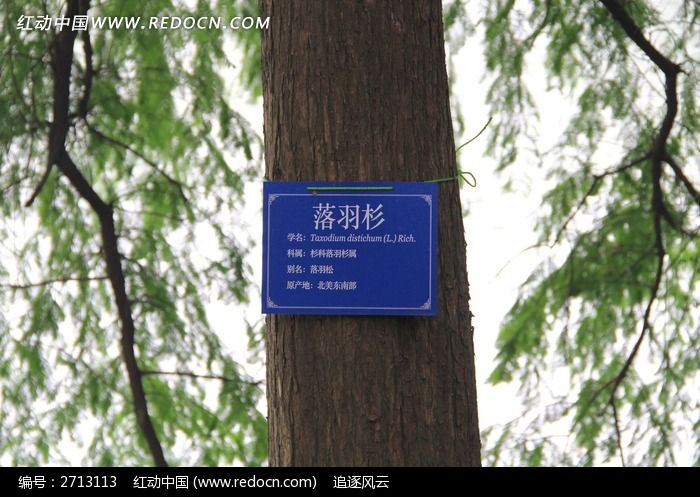 红动中国 WWW.REDOCN.COM
落羽杉
学名：Taxodium distichum (L.) Rich.
科属：杉科落羽杉属
别名：落羽松
原产地：北美东南部
编号：2713113 红动中国 (www.redocn.com) 追逐风云